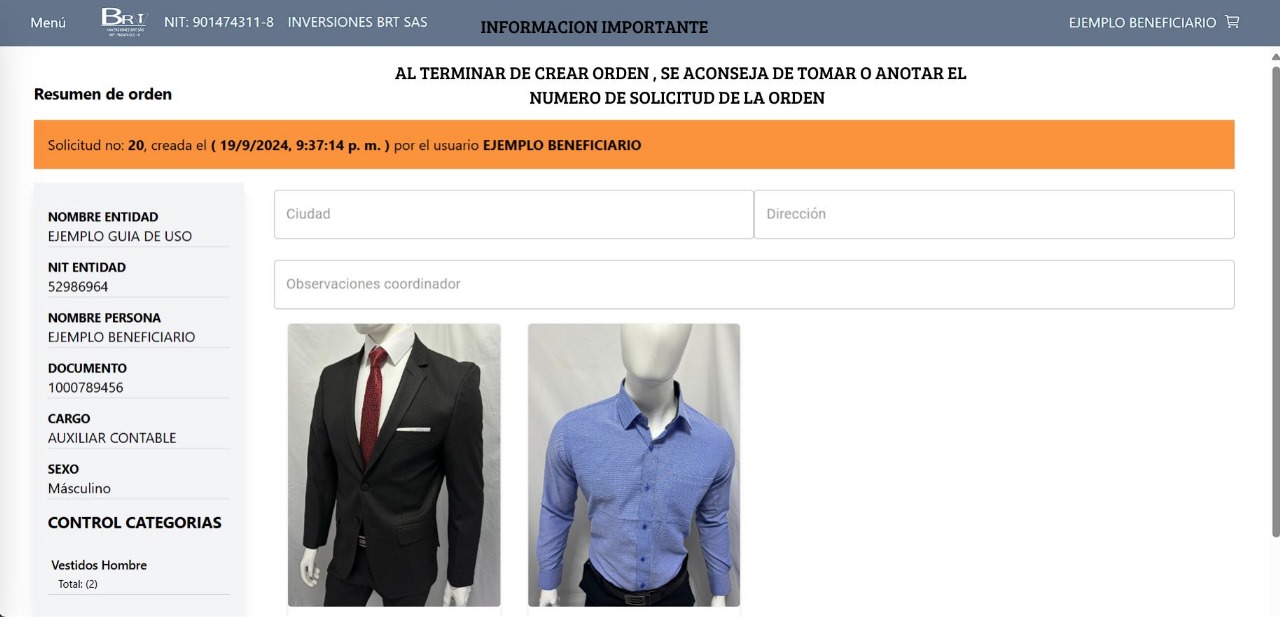 Menú
BRT
NIT: 901474311-8 INVERSIONES BRT SAS
INFORMACION IMPORTANTE
EJEMPLO BENEFICIARIO
AL TERMINAR DE CREAR ORDEN , SE ACONSEJA DE TOMAR O ANOTAR EL
NUMERO DE SOLICITUD DE LA ORDEN
Resumen de orden
Solicitud no: 20, creada el ( 19/9/2024, 9:37:14 p. m. ) por el usuario EJEMPLO BENEFICIARIO
NOMBRE ENTIDAD
EJEMPLO GUIA DE USO
NIT ENTIDAD
52986964
NOMBRE PERSONA
EJEMPLO BENEFICIARIO
DOCUMENTO
1000789456
CARGO
AUXILIAR CONTABLE
SEXO
Másculino
CONTROL CATEGORIAS
Vestidos Hombre
Total: (2)
Ciudad
Dirección
Observaciones coordinador